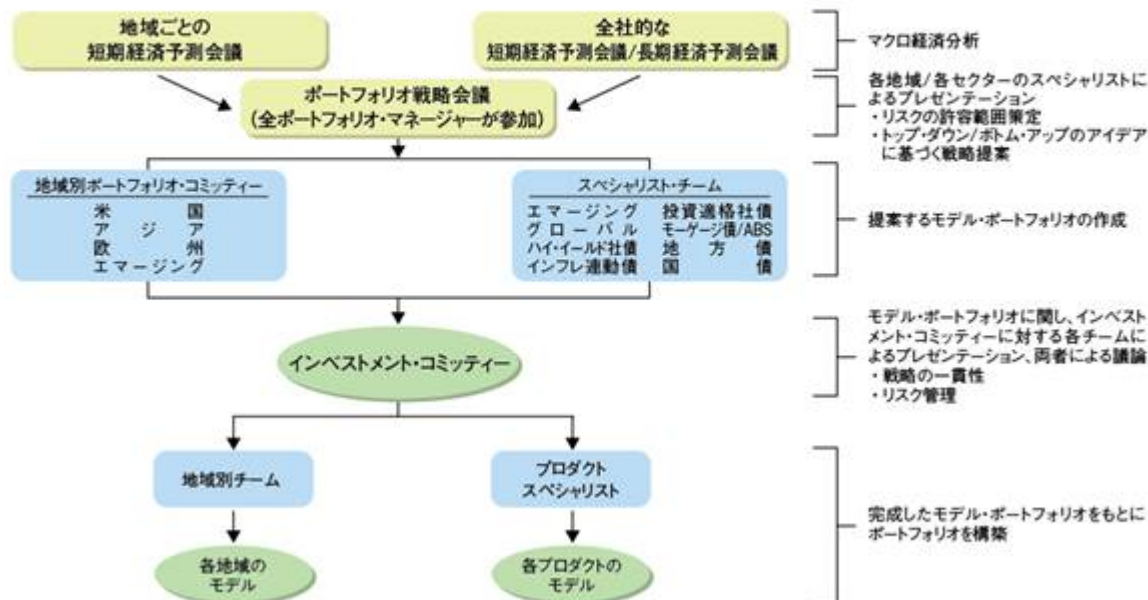 地域ごとの
短期経済予測会議
全社的な
短期経済予測会議/長期経済予測会議
マクロ経済分析
ポートフォリオ戦略会議
(全ポートフォリオ・マネージャーが参加)
各地域/各セクターのスペシャリストに
よるプレゼンテーション
・リスクの許容範囲策定
・トップ・ダウン/ボトム・アップのアイデア
に基づく戦略提案
地域別ポートフォリオ・コミッティー
米国
アジア
欧州
エマージング
スペシャリスト・チーム
エマージング 投資適格社債
グローバル モーゲージ債/ABS
ハイ・イールド社債 地方債
インフレ連動債 国債
提案するモデル・ポートフォリオの作成
インベストメント・コミッティー
モデル・ポートフォリオに関し、インベスト
メント・コミッティーに対する各チームに
よるプレゼンテーション、両者による議論
・戦略の一貫性
・リスク管理
地域別チーム
プロダクト
スペシャリスト
各地域の
モデル
各プロダクトの
モデル
完成したモデル・ポートフォリオをもとに
ポートフォリオを構築